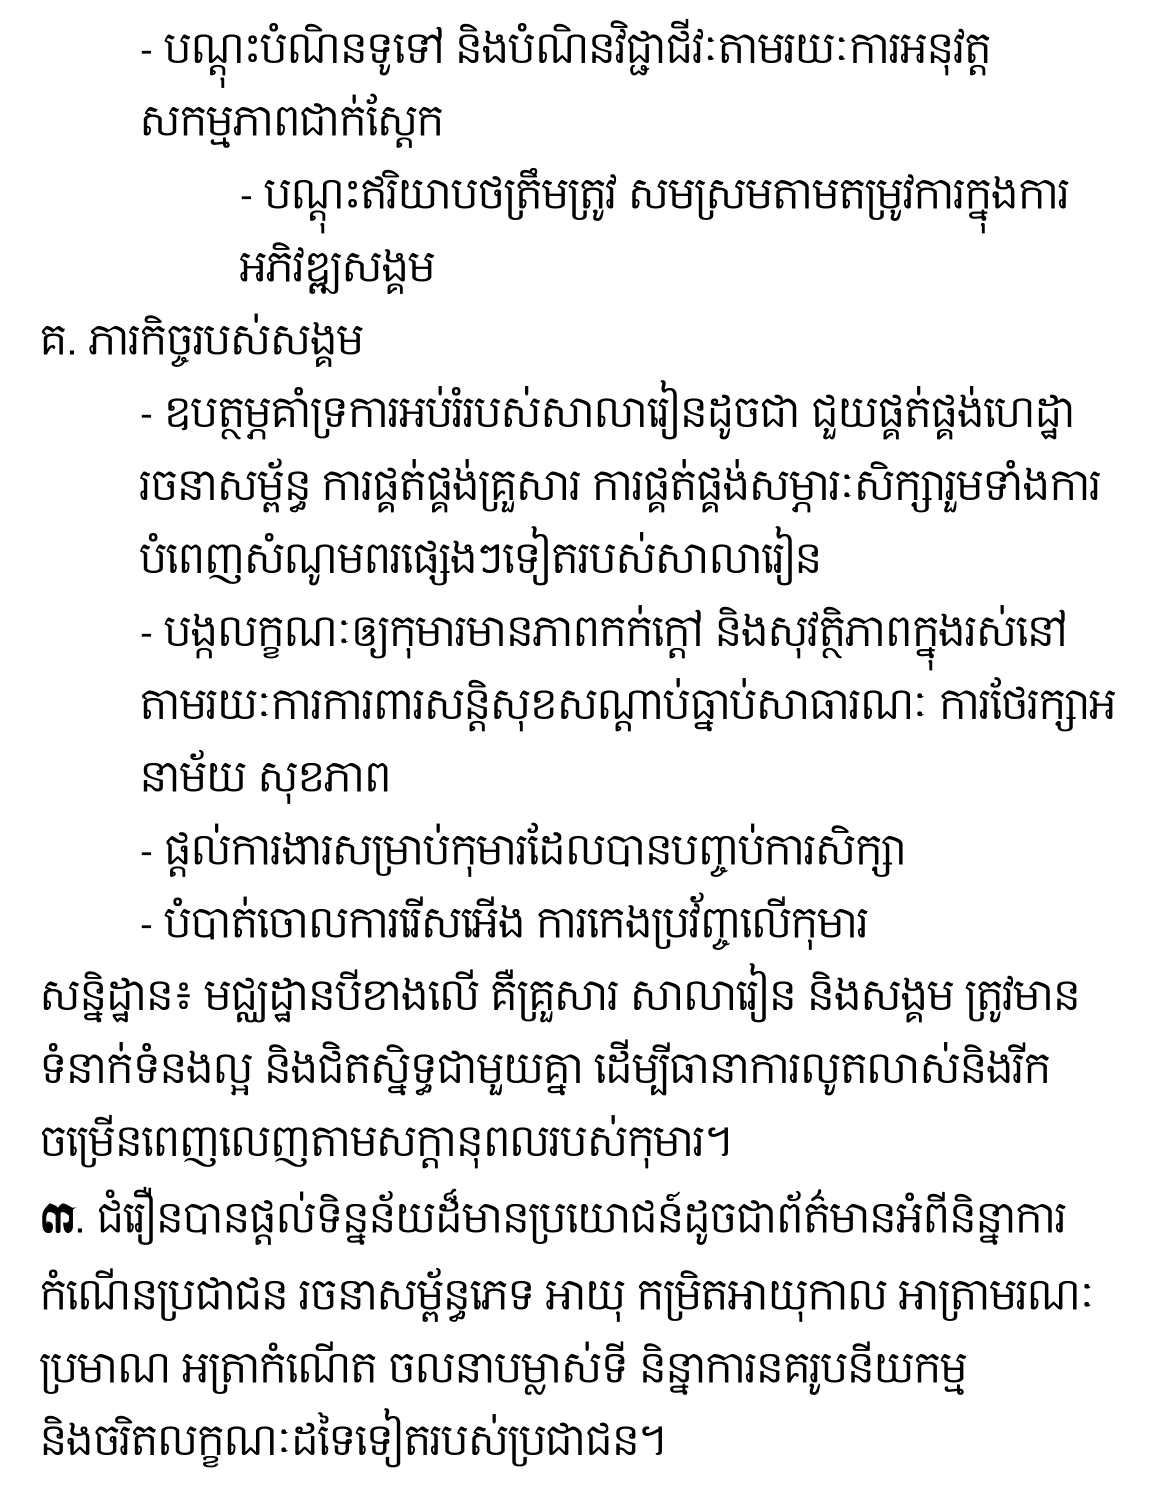 - បណ្តុះបំណិនទូទៅ និងបំណិនវិជ្ជាជីវៈតាមរយៈការអនុវត្ត
សកម្មភាពជាក់ស្តែក
- បណ្តុះឥរិយាបថត្រឹមត្រូវ សមស្រមតាមតម្រូវការក្នុងការ
អភិវឌ្ឍសង្គម
គ. ភារកិច្ចរបស់សង្គម
- ឧបត្ថម្ភគាំទ្រការអប់រំរបស់សាលារៀនដូចជា ជួយផ្គត់ផ្គង់ហេដ្ឋា
រចនាសម្ព័ន្ធ ការផ្គត់ផ្គង់គ្រួសារ ការផ្គត់ផ្គង់សម្ភារៈសិក្សារួមទាំងការ
បំពេញសំណូមពរផ្សេងៗទៀតរបស់សាលារៀន
- បង្កលក្ខណៈឲ្យកុមារមានភាពកក់ក្តៅ និងសុវត្ថិភាពក្នុងរស់នៅ
តាមរយៈការការពារសន្តិសុខសណ្តាប់ធ្នាប់សាធារណៈ ការថែរក្សាអ
នាម័យ សុខភាព
- ផ្តល់ការងារសម្រាប់កុមារដែលបានបញ្ចប់ការសិក្សា
- បំបាត់ចោលការរើសអើង ការកេងប្រវ័ញ្ចលើកុមារ
សន្និដ្ឋាន៖ មជ្ឈដ្ឋានបីខាងលើ គឺគ្រួសារ សាលារៀន និងសង្គម ត្រូវមាន
ទំនាក់ទំនងល្អ និងជិតស្និទ្ធជាមួយគ្នា ដើម្បីធានាការលូតលាស់និងរីក
ចម្រើនពេញលេញតាមសក្តានុពលរបស់កុមារ។
៣. ជំរឿនបានផ្តល់ទិន្នន័យដ៏មានប្រយោជន៍ដូចជាព័ត៌មានអំពីនិន្នាការ
កំណើនប្រជាជន រចនាសម្ព័ន្ធភេទ អាយុ កម្រិតអាយុកាល អាត្រាមរណៈ
ប្រមាណ អត្រាកំណើត ចលនាបម្លាស់ទី និន្នាការនគរូបនីយកម្ម
និងចរិតលក្ខណៈដទៃទៀតរបស់ប្រជាជន។